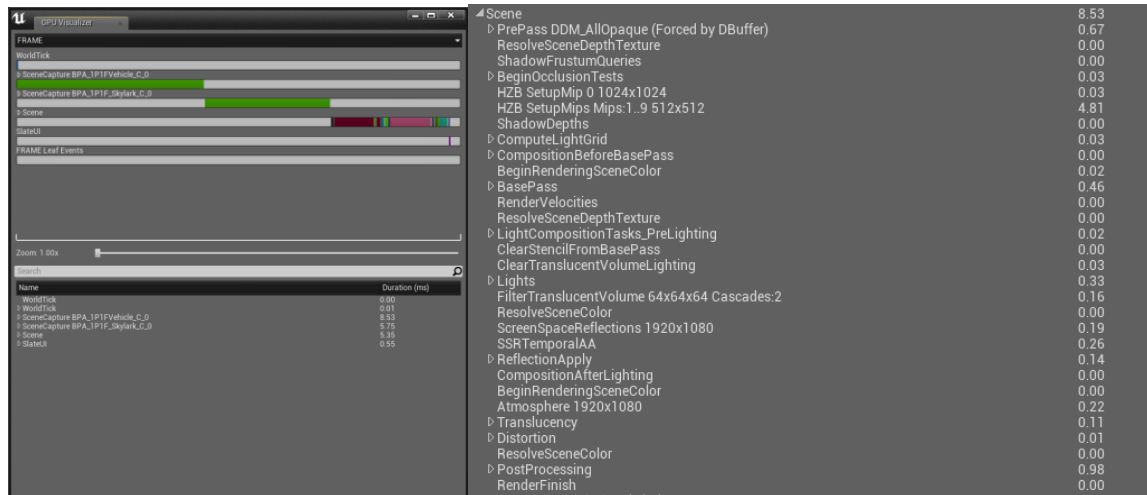 GPU Visualizer
FRAME
WorldTick
SceneCapture BPA_1P1FVehicle_C_0
SceneCapture BPA_1P1F_Skylark_C_0
Scene
SlateUI
FRAME Leaf Events
Zoom: 1.00x
Search
Name Duration (ms)
WorldTick 0.00
WorldTick 0.01
SceneCapture BPA_1P1FVehicle_C_0 8.53
SceneCapture BPA_1P1F_Skylark_C_0 5.75
Scene 5.35
SlateUI 0.55
Scene 8.53
PrePass DDM_AllOpaque (Forced by DBuffer) 0.67
ResolveSceneDepthTexture 0.00
ShadowFrustumQueries 0.00
BeginOcclusionTests 0.03
HZB SetupMip 0 1024x1024 0.03
HZB SetupMips Mips:1..9 512x512 4.81
ShadowDepths 0.00
ComputeLightGrid 0.03
CompositionBeforeBasePass 0.00
BeginRenderingSceneColor 0.02
BasePass 0.46
RenderVelocities 0.00
ResolveSceneDepthTexture 0.00
LightCompositionTasks_PreLighting 0.02
ClearStencilFromBasePass 0.00
ClearTranslucentVolumeLighting 0.03
Lights 0.33
FilterTranslucentVolume 64x64x64 Cascades:2 0.16
ResolveSceneColor 0.00
ScreenSpaceReflections 1920x1080 0.19
SSRTemporalAA 0.26
ReflectionApply 0.14
CompositionAfterLighting 0.00
BeginRenderingSceneColor 0.00
Atmosphere 1920x1080 0.22
Translucency 0.11
Distortion 0.01
ResolveSceneColor 0.00
PostProcessing 0.98
RenderFinish 0.00